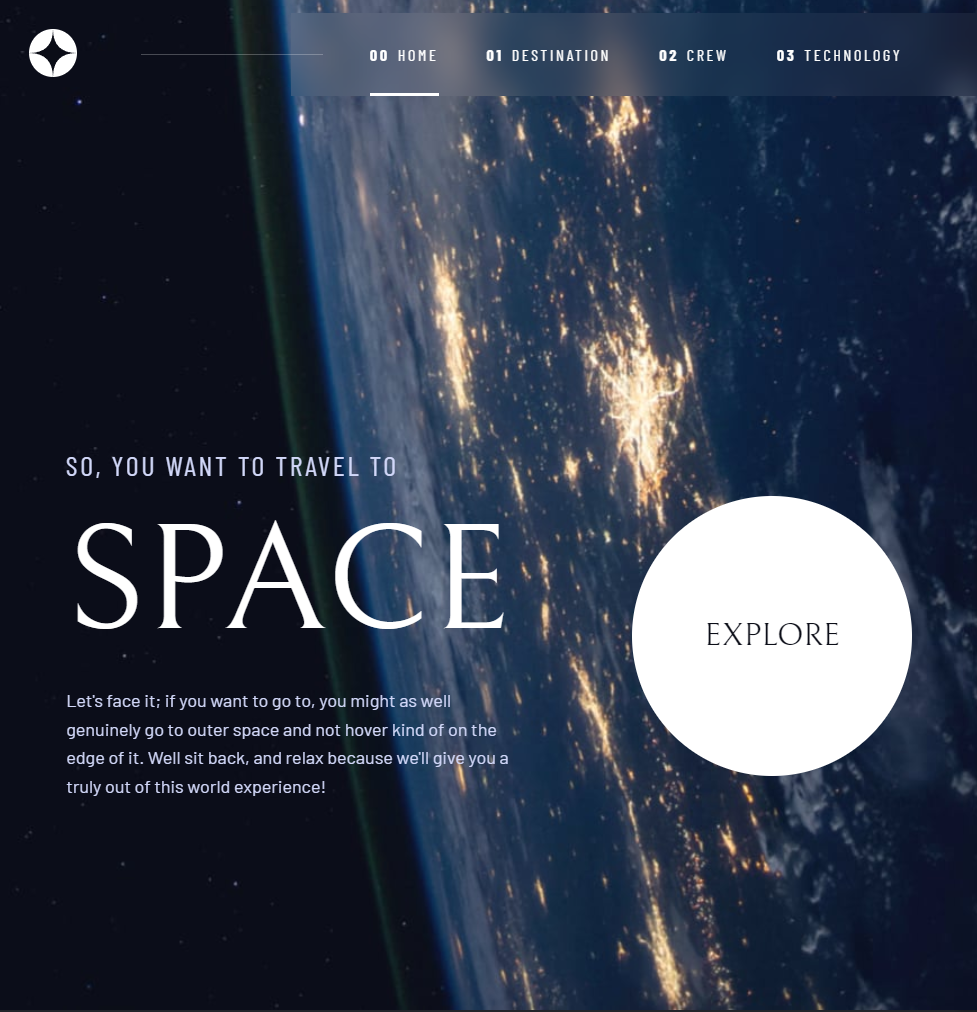 00 HOME 01 DESTINATION 02 CREW 03 TECHNOLOGY
SO, YOU WANT TO TRAVEL TO
SPACE
EXPLORE
Let's face it; if you want to go to, you might as well
genuinely go to outer space and not hover kind of on the
edge of it. Well sit back, and relax because we'll give you a
truly out of this world experience!